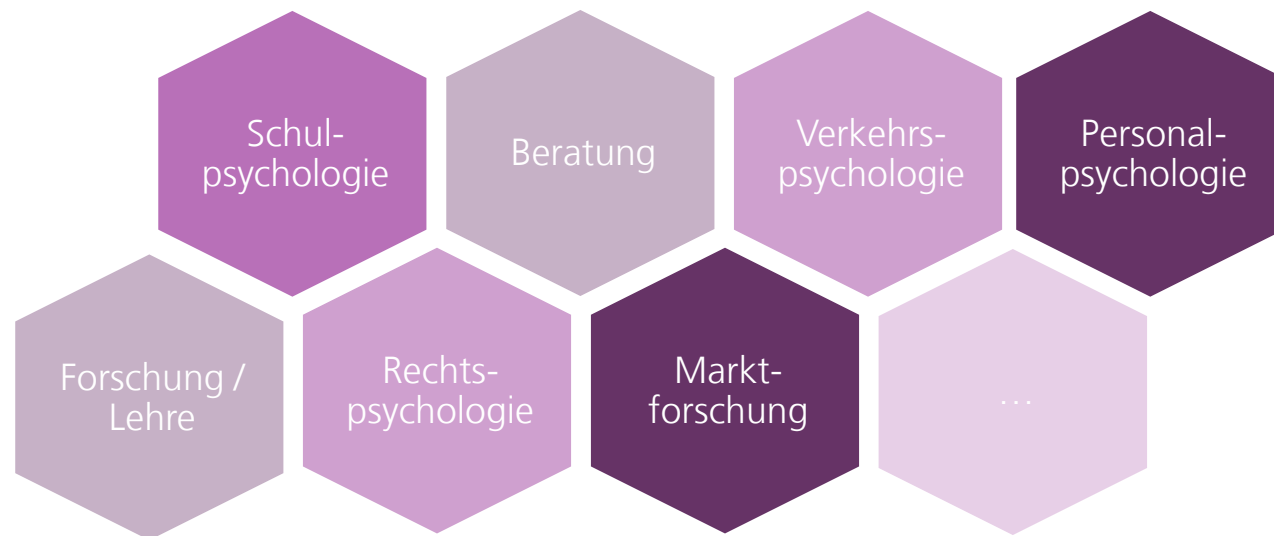 Schul-
psychologie
Beratung
Verkehrs-
psychologie
Personal-
psychologie
Forschung /
Lehre
Rechts-
psychologie
Markt-
forschung
...